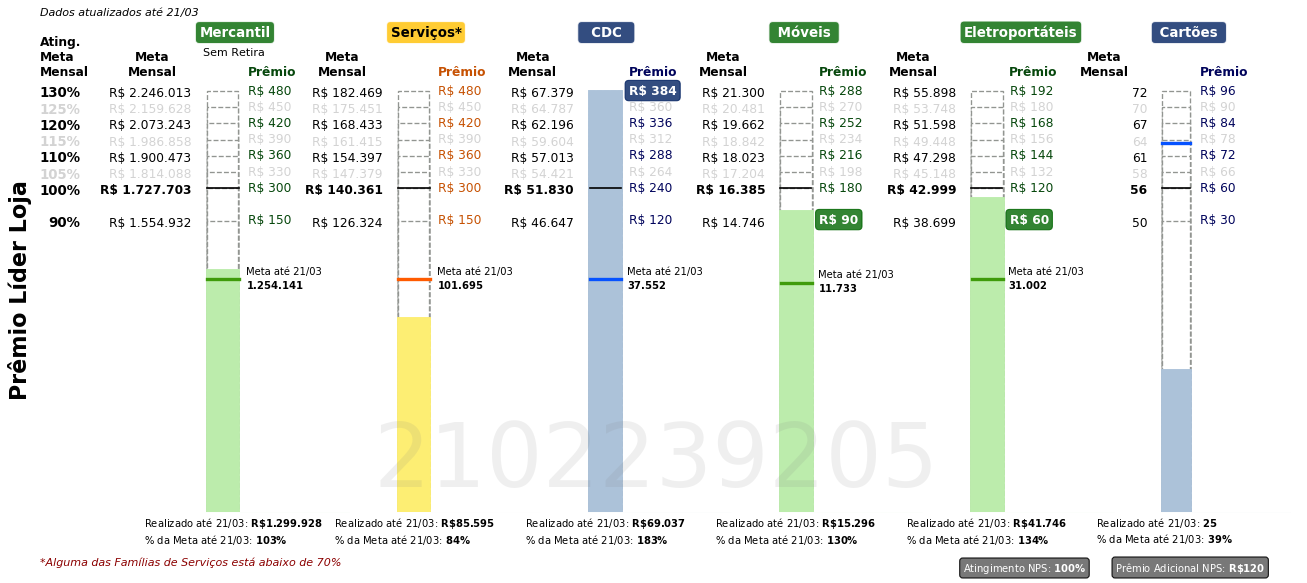 Dados atualizados até 21/03
Mercantil Serviços* CDC Móveis Eletroportáteis Cartões
Sem Retira
Ating. Meta Mensal Meta Mensal Prêmio Meta Mensal Prêmio Meta Mensal Prêmio Meta Mensal Prêmio Meta Mensal Prêmio Meta Mensal Prêmio
130% R$ 2.246.013 R$ 480 R$ 182.469 R$ 480 R$ 67.379 R$ 384 R$ 21.300 R$ 288 R$ 55.898 R$ 192 72 R$ 96
125% R$ 2.159.628 R$ 450 R$ 175.451 R$ 450 R$ 64.787 R$ 360 R$ 20.481 R$ 270 R$ 53.748 R$ 180 70 R$ 90
120% R$ 2.073.243 R$ 420 R$ 168.433 R$ 420 R$ 62.196 R$ 336 R$ 19.662 R$ 252 R$ 51.598 R$ 168 67 R$ 84
115% R$ 1.986.858 R$ 390 R$ 161.415 R$ 390 R$ 59.604 R$ 312 R$ 18.842 R$ 234 R$ 49.448 R$ 156 64 R$ 78
110% R$ 1.900.473 R$ 360 R$ 154.397 R$ 360 R$ 57.013 R$ 288 R$ 18.023 R$ 216 R$ 47.298 R$ 144 61 R$ 72
105% R$ 1.814.088 R$ 330 R$ 147.379 R$ 330 R$ 54.421 R$ 264 R$ 17.204 R$ 198 R$ 45.148 R$ 132 58 R$ 66
100% R$ 1.727.703 R$ 300 R$ 140.361 R$ 300 R$ 51.830 R$ 240 R$ 16.385 R$ 180 R$ 42.999 R$ 120 56 R$ 60
90% R$ 1.554.932 R$ 150 R$ 126.324 R$ 150 R$ 46.647 R$ 120 R$ 14.746 R$ 90 R$ 38.699 R$ 60 50 R$ 30
Prêmio Líder Loja
Meta até 21/03 Meta até 21/03 Meta até 21/03 Meta até 21/03 Meta até 21/03
1.254.141 101.695 37.552 11.733 31.002
2102239205
Realizado até 21/03: R$1.299.928 Realizado até 21/03: R$85.595 Realizado até 21/03: R$69.037 Realizado até 21/03: R$15.296 Realizado até 21/03: R$41.746 Realizado até 21/03: 25
% da Meta até 21/03: 103% % da Meta até 21/03: 84% % da Meta até 21/03: 183% % da Meta até 21/03: 130% % da Meta até 21/03: 134% % da Meta até 21/03: 39%
*Alguma das Famílias de Serviços está abaixo de 70% Atingimento NPS: 100% Prêmio Adicional NPS: R$120